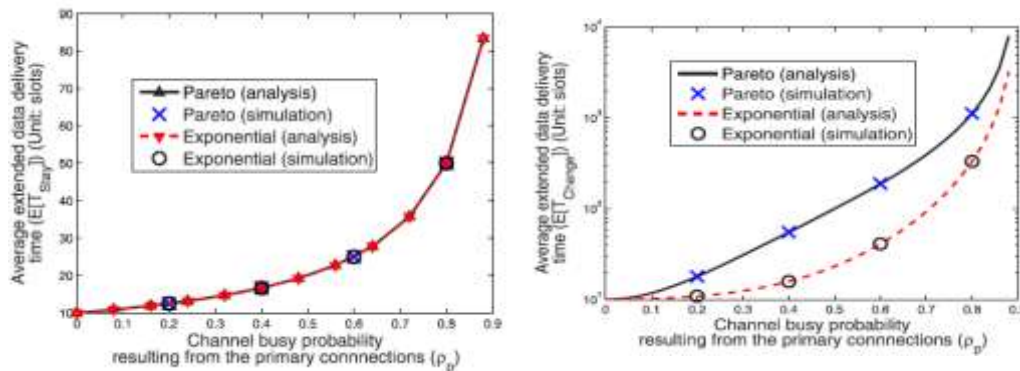 90
80
70
60
50
40
30
20
10
0 0.1 0.2 0.3 0.4 0.5 0.6 0.7 0.8 0.9
Average extended data delivery
time (E[T_Stay]) (Unit: slots)
Pareto (analysis)
Pareto (simulation)
Exponential (analysis)
Exponential (simulation)
Channel busy probability
resulting from the primary connnections (ρ_p)
10
10
10
10
0 0.1 0.2 0.3 0.4 0.5 0.6 0.7 0.8
Average extended data delivery
time (E[T_Change]) (Unit: slots)
Pareto (analysis)
Pareto (simulation)
Exponential (analysis)
Exponential (simulation)
Channel busy probability
resulting from the primary connnections (ρ_p)